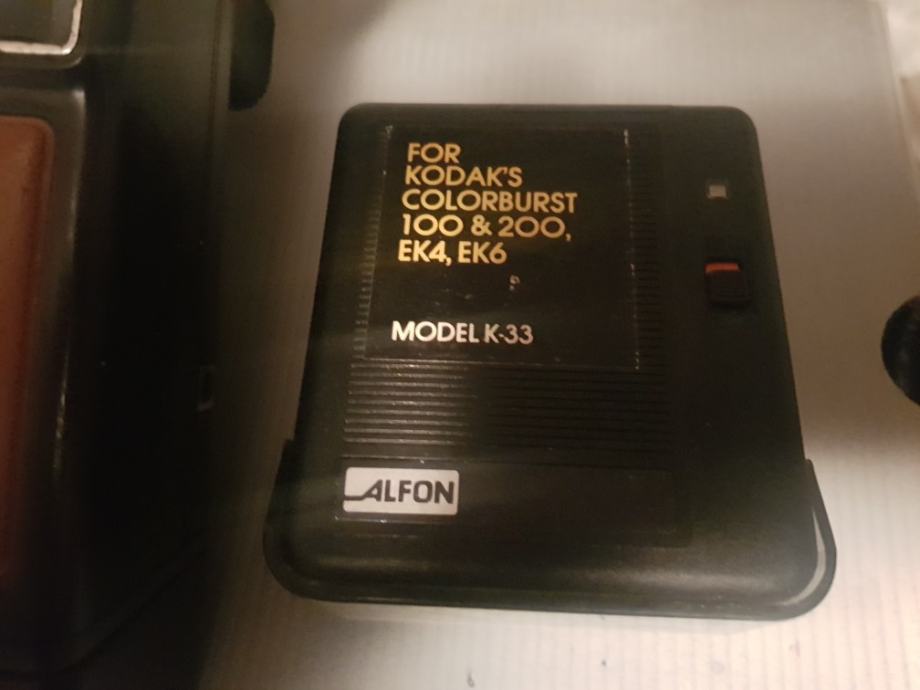 FOR
KODAK'S
COLORBURST
100 & 200,
EK4, EK6
MODEL K-33
ALFON